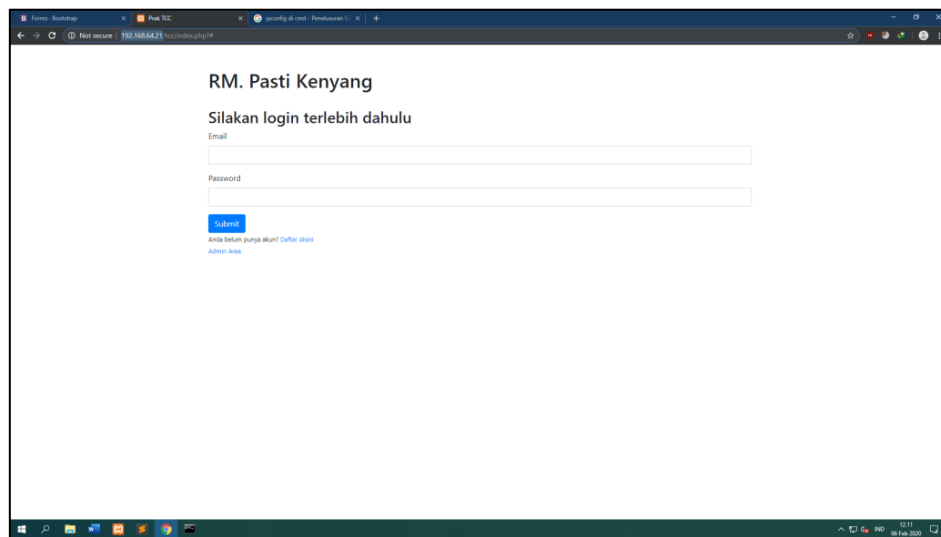 Forms · Bootstrap
Prak TCC
ipconfig di cmd - Penelusuran G
Not secure | 192.168.64.21/tcc/index.php?#
RM. Pasti Kenyang
Silakan login terlebih dahulu
Email
Password
Submit
Anda belum punya akun? Daftar disini
Admin Area
IND
12.11
06 Feb 2020